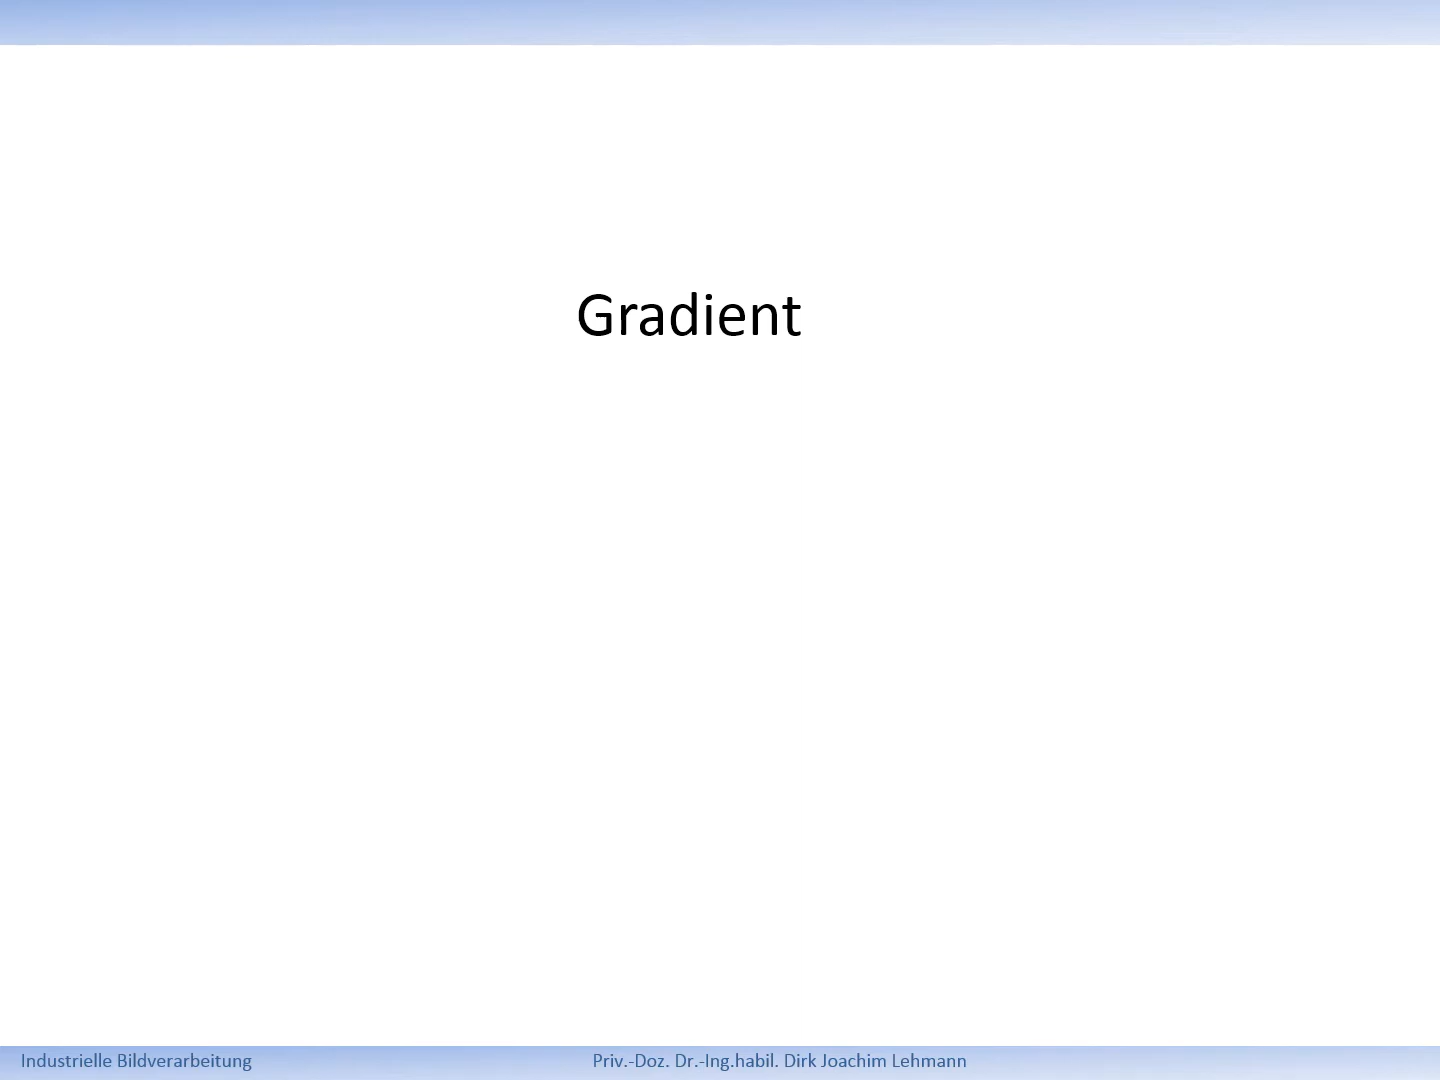 Gradient
Industrielle Bildverarbeitung
Priv.-Doz. Dr.-Ing.habil. Dirk Joachim Lehmann